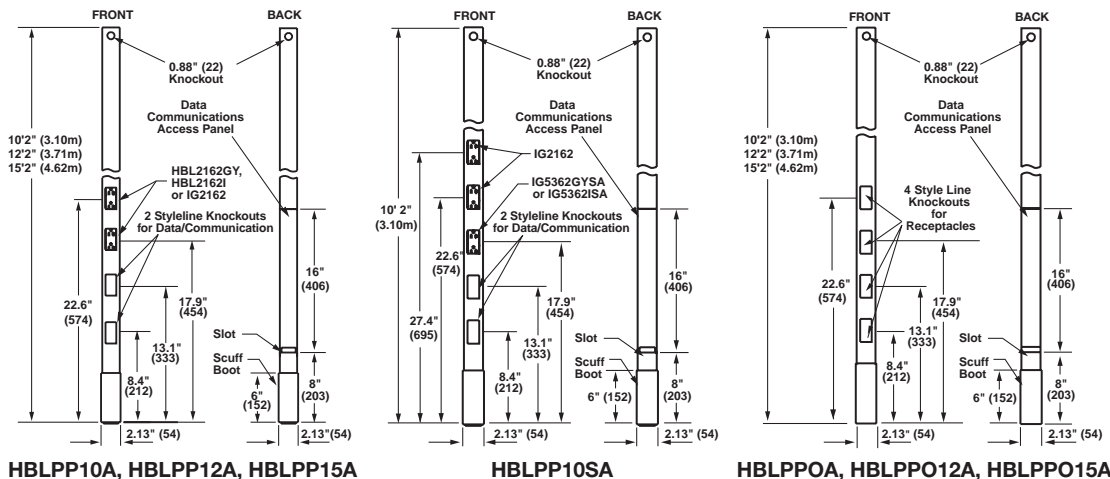 FRONT
BACK
0.88" (22)
Knockout
Data
Communications
Access Panel
10'2" (3.10m)
12'2" (3.71m)
15'2" (4.62m)
HBL2162GY,
HBL2162I
or IG2162
2 Styleline Knockouts
for Data/Communication
22.6"
(574)
17.9"
(454)
13.1"
(333)
8.4"
(212)
16"
(406)
Slot
Scuff
Boot
6"
(152)
8"
(203)
2.13" (54)
2.13" (54)
HBLPP10A, HBLPP12A, HBLPP15A
FRONT
BACK
0.88" (22)
Knockout
Data
Communications
Access Panel
IG2162
IG5362GYSA
or IG5362ISA
10' 2"
(3.10m)
2 Styleline Knockouts
for Data/Communication
22.6"
(574)
27.4"
(695)
17.9"
(454)
13.1"
(333)
8.4"
(212)
16"
(406)
Slot
Scuff
Boot
6" (152)
8"
(203)
2.13" (54)
2.13" (54)
HBLPP10SA
FRONT
BACK
0.88" (22)
Knockout
Data
Communications
Access Panel
10'2" (3.10m)
12'2" (3.71m)
15'2" (4.62m)
4 Style Line
Knockouts
for
Receptacles
22.6"
(574)
17.9"
(454)
13.1"
(333)
8.4"
(212)
16"
(406)
Slot
Scuff
Boot
6" (152)
8"
(203)
2.13" (54)
2.13" (54)
HBLPPOA, HBLPPO12A, HBLPPO15A